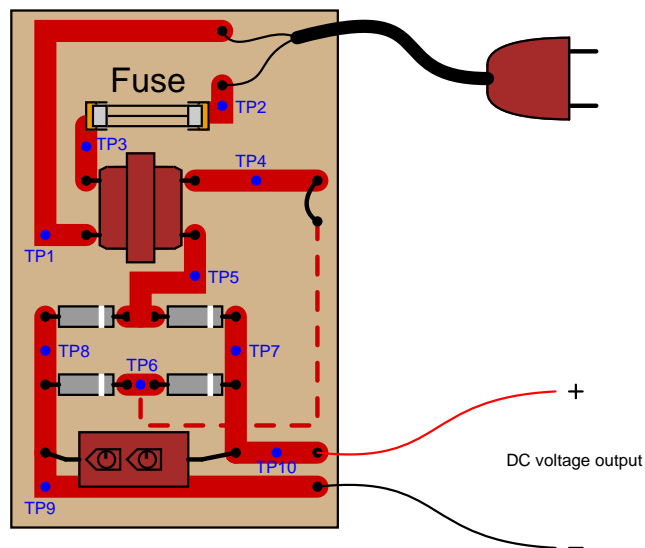 Fuse
TP2
TP3
TP4
TP1
TP5
TP8
TP7
TP6
+
DC voltage output
TP10
TP9
-